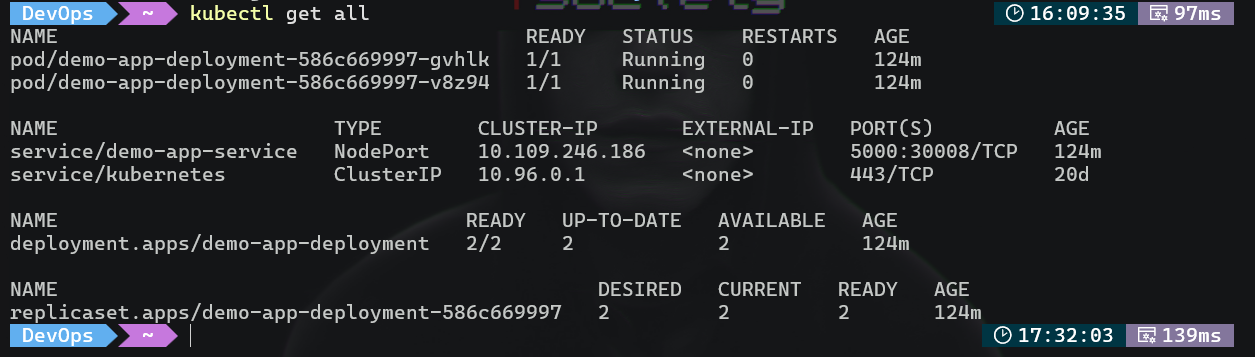 DevOps ~ kubectl get all 16:09:35 97ms
NAME READY STATUS RESTARTS AGE
pod/demo-app-deployment-586c669997-gvhlk 1/1 Running 0 124m
pod/demo-app-deployment-586c669997-v8z94 1/1 Running 0 124m
NAME TYPE CLUSTER-IP EXTERNAL-IP PORT(S) AGE
service/demo-app-service NodePort 10.109.246.186 <none> 5000:30008/TCP 124m
service/kubernetes ClusterIP 10.96.0.1 <none> 443/TCP 20d
NAME READY UP-TO-DATE AVAILABLE AGE
deployment.apps/demo-app-deployment 2/2 2 2 124m
NAME DESIRED CURRENT READY AGE
replicaset.apps/demo-app-deployment-586c669997 2 2 2 124m
DevOps ~ 17:32:03 139ms